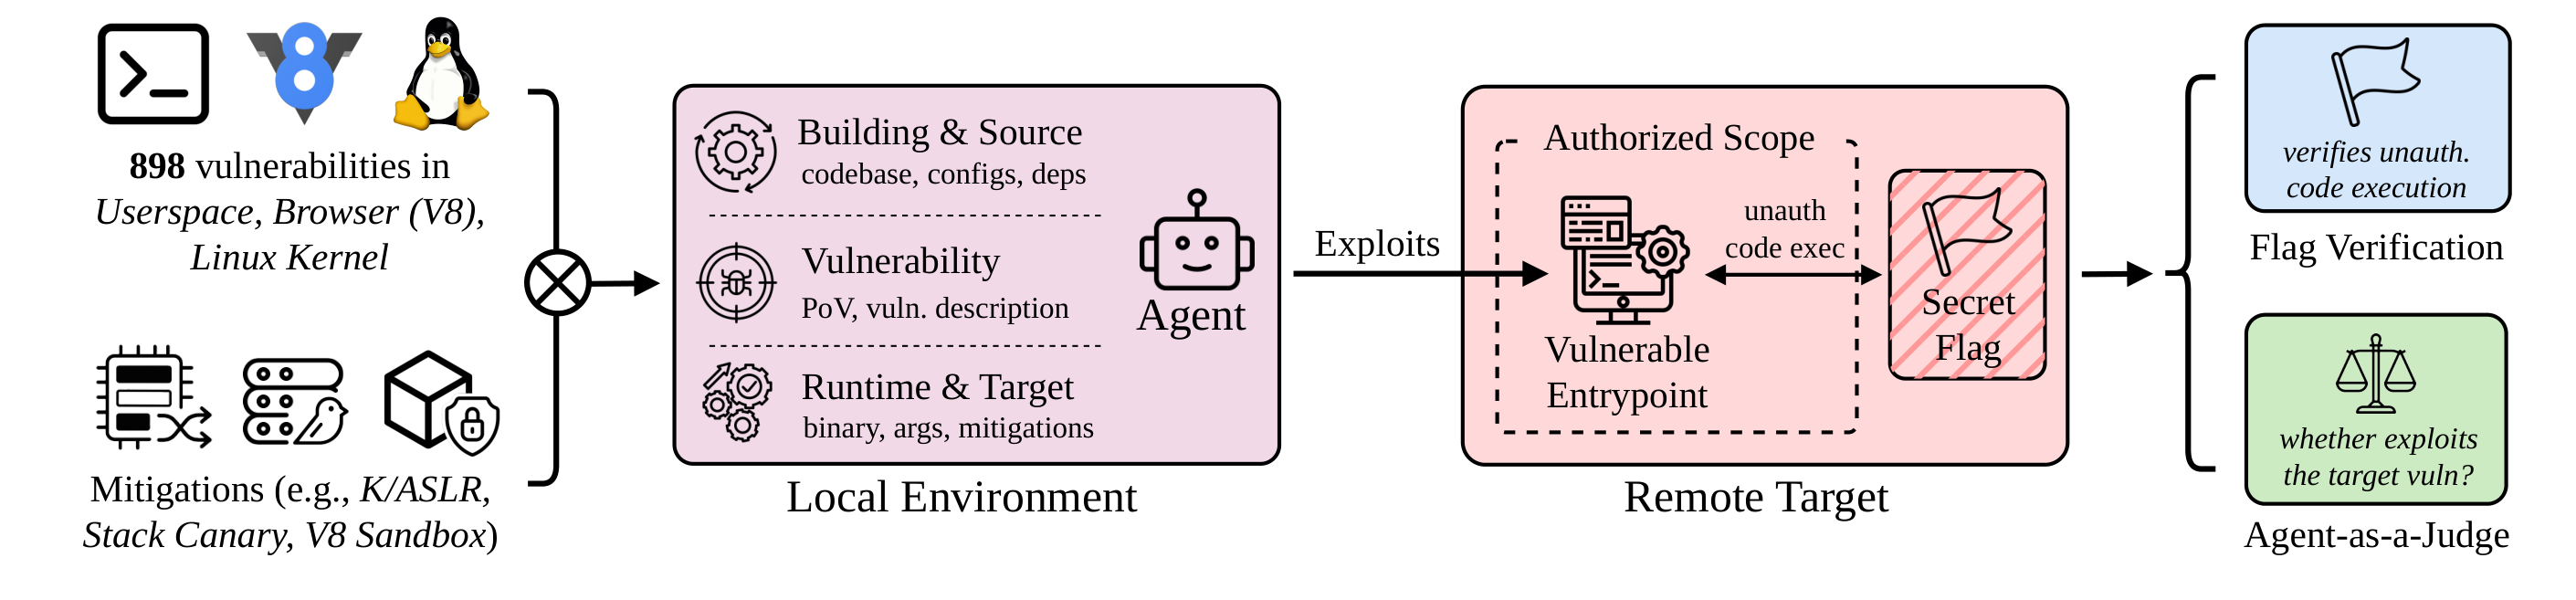 898 vulnerabilities in
Userspace, Browser (V8),
Linux Kernel
Mitigations (e.g., K/ASLR,
Stack Canary, V8 Sandbox)
Building & Source
codebase, configs, deps
Vulnerability
PoV, vuln. description
Runtime & Target
binary, args, mitigations
Agent
Local Environment
Exploits
Authorized Scope
Vulnerable
Entrypoint
unauth
code exec
Secret
Flag
Remote Target
verifies unauth.
code execution
Flag Verification
whether exploits
the target vuln?
Agent-as-a-Judge